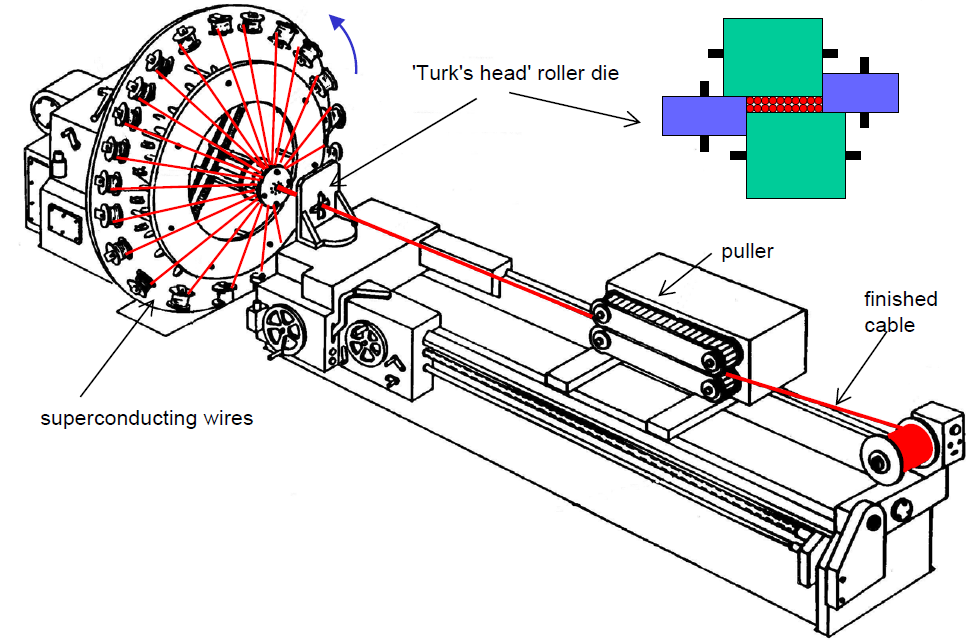 'Turk's head' roller die
puller
finished
cable
superconducting wires